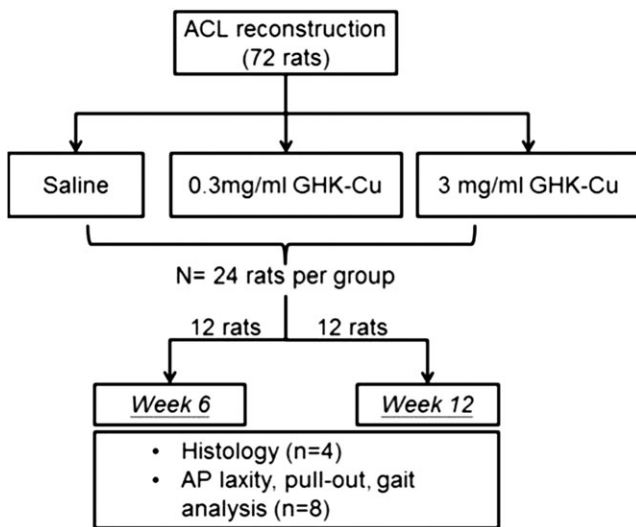 ACL reconstruction
(72 rats)
Saline
0.3mg/ml GHK-Cu
3 mg/ml GHK-Cu
N= 24 rats per group
12 rats
12 rats
Week 6
Week 12
• Histology (n=4)
• AP laxity, pull-out, gait
analysis (n=8)